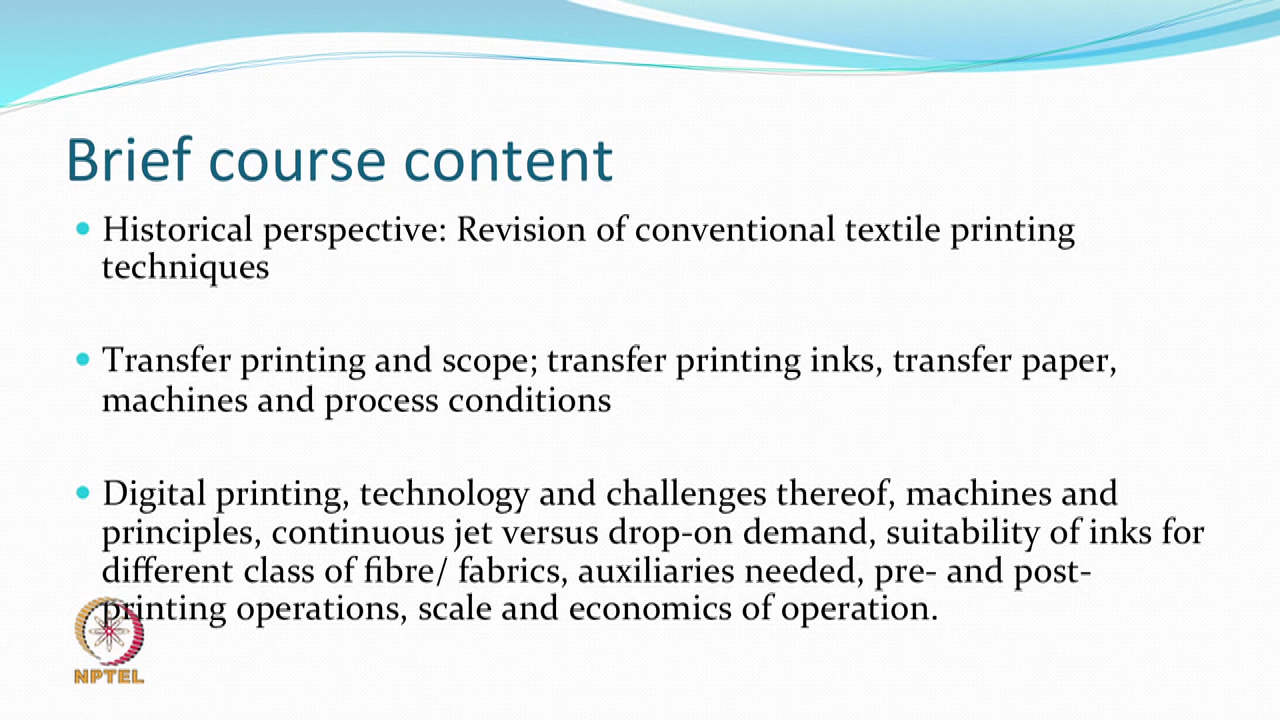 Brief course content
• Historical perspective: Revision of conventional textile printing
techniques
• Transfer printing and scope; transfer printing inks, transfer paper,
machines and process conditions
• Digital printing, technology and challenges thereof, machines and
principles, continuous jet versus drop-on demand, suitability of inks for
different class of fibre/ fabrics, auxiliaries needed, pre- and post-
printing operations, scale and economics of operation.
NPTEL